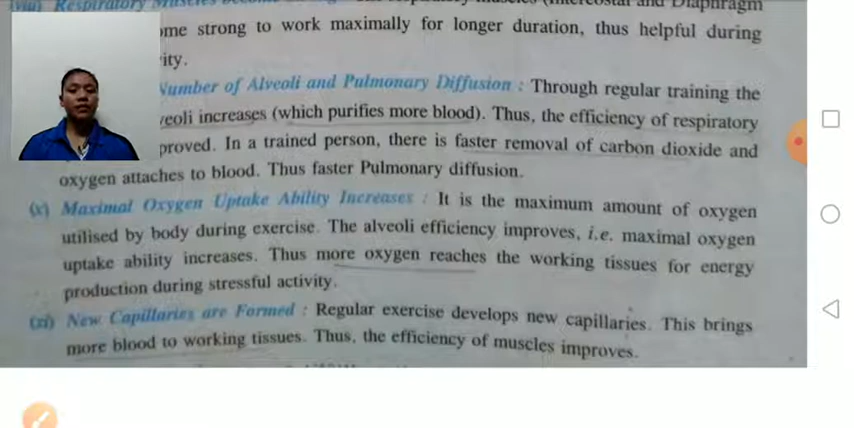 (viii) Respiratory Muscles become
ome strong to work maximally for longer duration, thus helpful during
ity.
Number of Alveoli and Pulmonary Diffusion : Through regular training the
veoli increases (which purifies more blood). Thus, the efficiency of respiratory
proved. In a trained person, there is faster removal of carbon dioxide and
oxygen attaches to blood. Thus faster Pulmonary diffusion.
(x) Maximal Oxygen Uptake Ability Increases : It is the maximum amount of oxygen
utilised by body during exercise. The alveoli efficiency improves, i.e. maximal oxygen
uptake ability increases. Thus more oxygen reaches the working tissues for energy
production during stressful activity.
(xi) New Capillaries are Formed : Regular exercise develops new capillaries. This brings
more blood to working tissues. Thus, the efficiency of muscles improves.